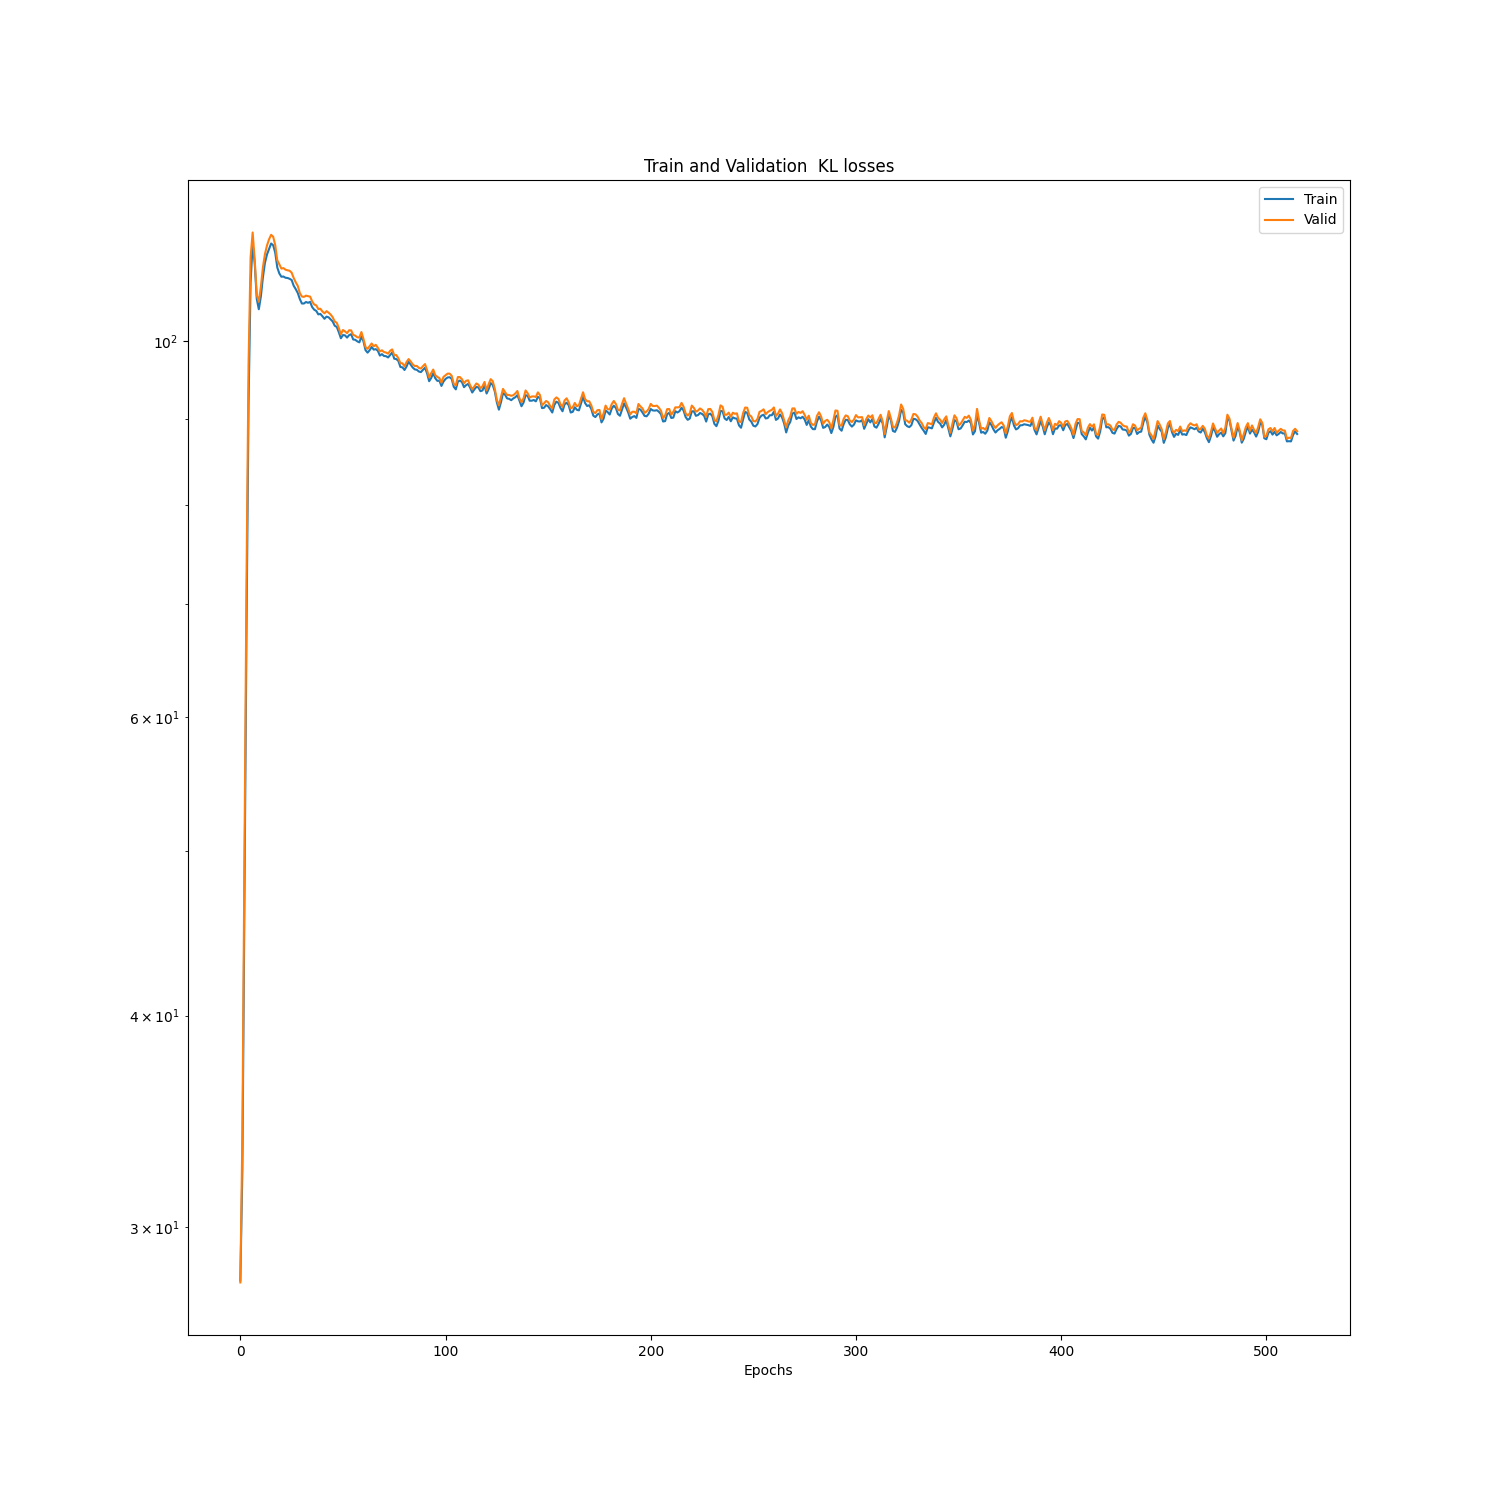 Train and Validation  KL losses
Train
Valid
10²
6 × 10¹
4 × 10¹
3 × 10¹
0 100 200 300 400 500
Epochs